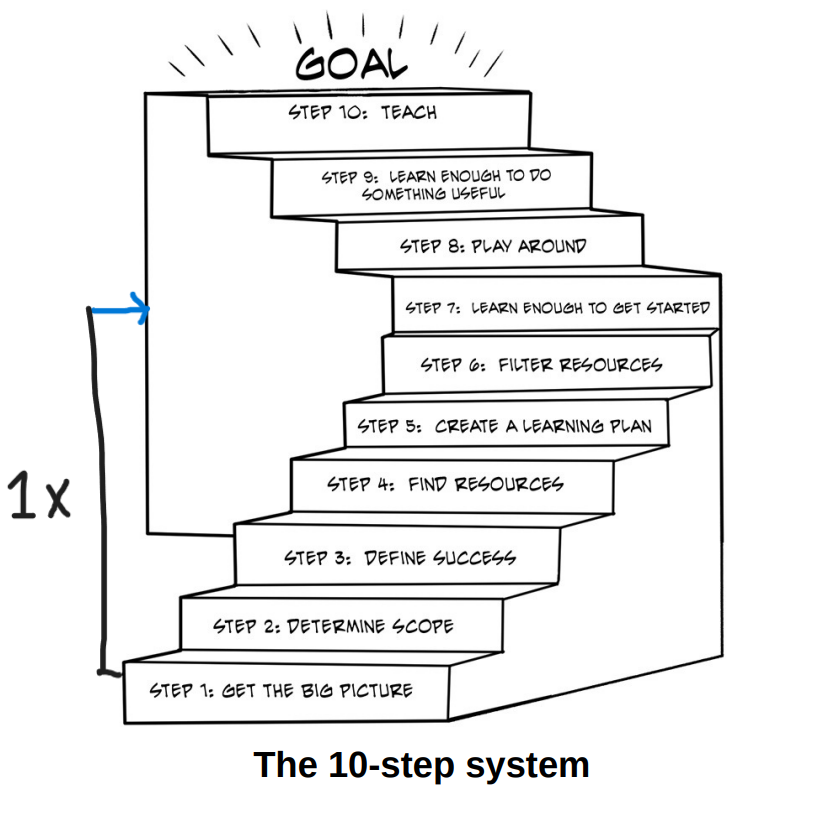 GOAL
STEP 10: TEACH
STEP 9: LEARN ENOUGH TO DO
SOMETHING USEFUL
STEP 8: PLAY AROUND
STEP 7: LEARN ENOUGH TO GET STARTED
STEP 6: FILTER RESOURCES
STEP 5: CREATE A LEARNING PLAN
STEP 4: FIND RESOURCES
1x
STEP 3: DEFINE SUCCESS
STEP 2: DETERMINE SCOPE
STEP 1: GET THE BIG PICTURE
The 10-step system